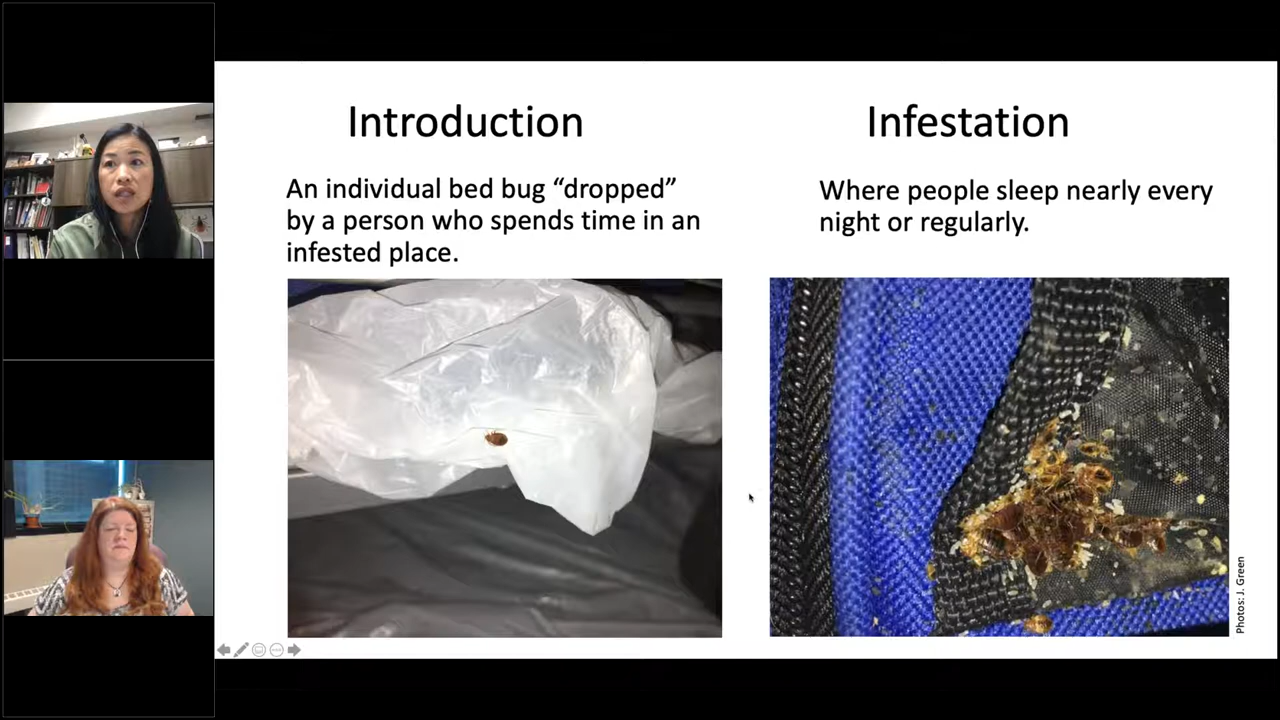 Introduction
An individual bed bug “dropped”
by a person who spends time in an
infested place.
Infestation
Where people sleep nearly every
night or regularly.
Photos: J. Green